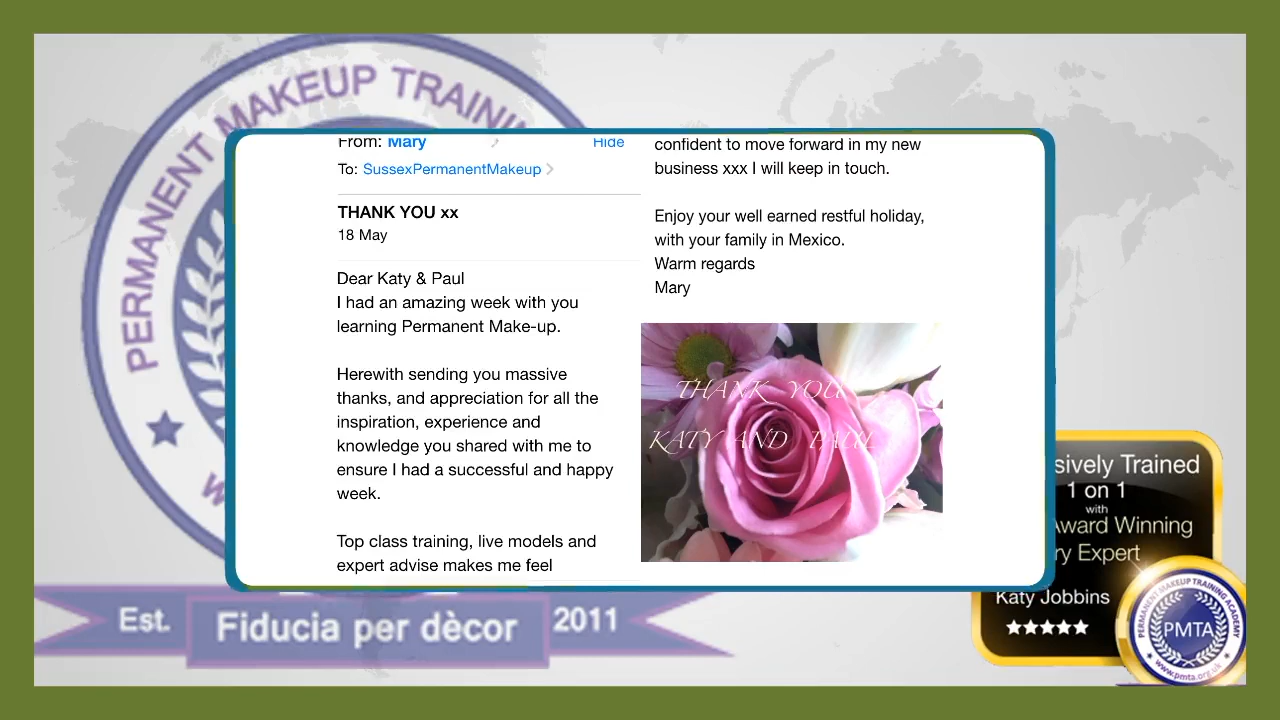 PERMANENT MAKEUP TRAINING
From: Mary
Hide
To: SussexPermanentMakeup
THANK YOU xx
18 May
Dear Katy & Paul
I had an amazing week with you
learning Permanent Make-up.
Herewith sending you massive
thanks, and appreciation for all the
inspiration, experience and
knowledge you shared with me to
ensure I had a successful and happy
week.
Top class training, live models and
expert advise makes me feel
confident to move forward in my new
business xxx I will keep in touch.
Enjoy your well earned restful holiday,
with your family in Mexico.
Warm regards
Mary
THANK YOU
KATY AND PAUL
Trained
1 on 1
with
Award Winning
Expert
Katy Jobbins
PERMANENT MAKEUP TRAINING ACADEMY
PMTA
www.pmta.org.uk
Est.
Fiducia per dècor
2011